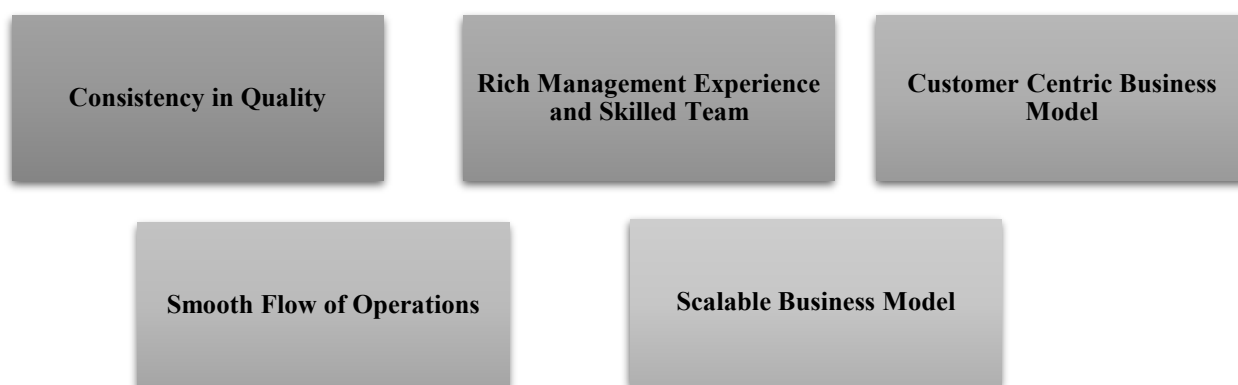 Consistency in Quality
Rich Management Experience
and Skilled Team
Customer Centric Business
Model
Smooth Flow of Operations
Scalable Business Model